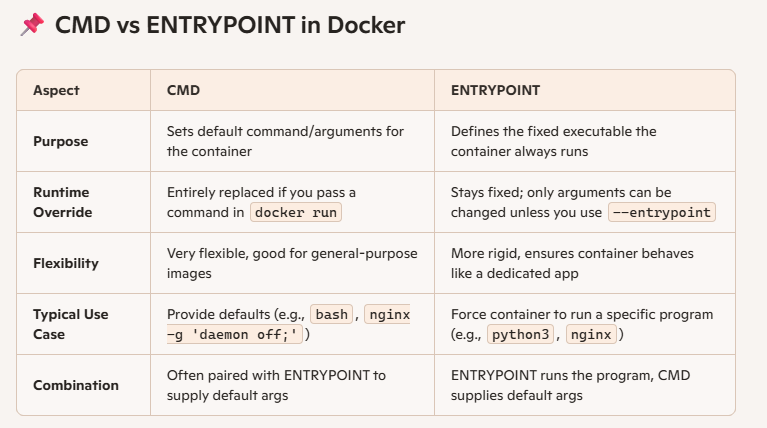 📌 CMD vs ENTRYPOINT in Docker
Aspect CMD ENTRYPOINT
Purpose
Sets default command/arguments for
the container
Defines the fixed executable the
container always runs
Runtime
Override
Entirely replaced if you pass a
command in docker run
Stays fixed; only arguments can be
changed unless you use --entrypoint
Flexibility
Very flexible, good for general-purpose
images
More rigid, ensures container behaves
like a dedicated app
Typical Use
Case
Provide defaults (e.g., bash, nginx
-g 'daemon off;')
Force container to run a specific program
(e.g., python3, nginx)
Combination
Often paired with ENTRYPOINT to
supply default args
ENTRYPOINT runs the program, CMD
supplies default args